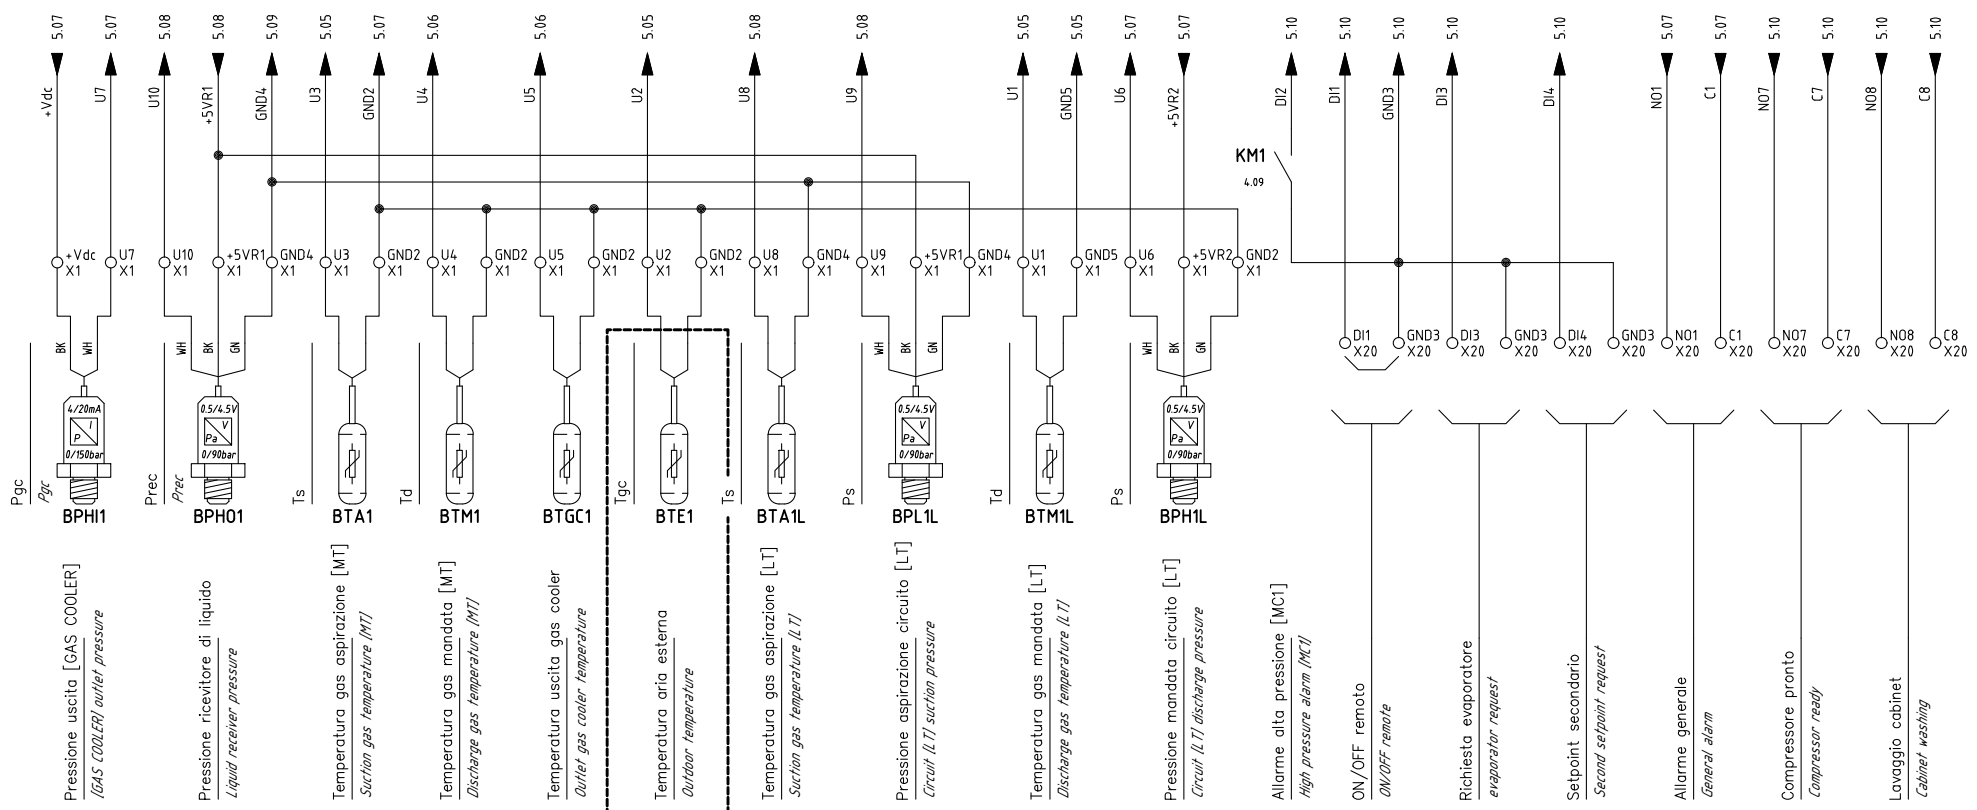 5.07 5.07 5.08 5.08 5.09 5.05 5.07 5.06 5.06 5.05 5.08 5.08 5.05 5.05 5.07 5.07 5.10 5.10 5.10 5.10 5.10 5.07 5.07 5.10 5.10 5.10 5.10
+Vdc U7 U10 +5VR1 GND4 U3 GND2 U4 U5 U2 U8 U9 U1 GND5 U6 +5VR2 DI2 DI1 GND3 DI3 DI4 NO1 C1 NO7 C7 NO8 C8
KM1
4.09
+Vdc U7 U10 +5VR1 GND4 U3 GND2 U4 GND2 U5 GND2 U2 GND2 U8 GND4 U9 +5VR1 GND4 U1 GND5 U6 +5VR2 GND2
X1 X1 X1 X1 X1 X1 X1 X1 X1 X1 X1 X1 X1 X1 X1 X1 X1 X1 X1 X1 X1 X1 X1
DI1 GND3 DI3 GND3 DI4 GND3 NO1 C1 NO7 C7 NO8 C8
X20 X20 X20 X20 X20 X20 X20 X20 X20 X20 X20 X20
BK WH WH BK GN WH BK GN WH BK GN
4/20mA 0.5/4.5V 0.5/4.5V 0.5/4.5V
I V V V
P Pa Pa Pa
0/150bar 0/90bar 0/90bar 0/90bar
Pgc
Pgc
Prec
Prec
Ts
Td
Tgc
Ts
Ps
Td
Ps
BPHI1 BPHO1 BTA1 BTM1 BTGC1 BTE1 BTA1L BPL1L BTM1L BPH1L
Pressione uscita [GAS COOLER]
[GAS COOLER] outlet pressure
Pressione ricevitore di liquido
Liquid receiver pressure
Temperatura gas aspirazione [MT]
Suction gas temperature [MT]
Temperatura gas mandata [MT]
Discharge gas temperature [MT]
Temperatura uscita gas cooler
Outlet gas cooler temperature
Temperatura aria esterna
Outdoor temperature
Temperatura gas aspirazione [LT]
Suction gas temperature [LT]
Pressione aspirazione circuito [LT]
Circuit [LT] suction pressure
Temperatura gas mandata [LT]
Discharge gas temperature [LT]
Pressione mandata circuito [LT]
Circuit [LT] discharge pressure
Allarme alta pressione [MC1]
High pressure alarm [MC1]
ON/OFF remoto
ON/OFF remote
Richiesta evaporatore
evaporator request
Setpoint secondario
Second setpoint request
Allarme generale
General alarm
Compressore pronto
Compressor ready
Lavaggio cabinet
Cabinet washing